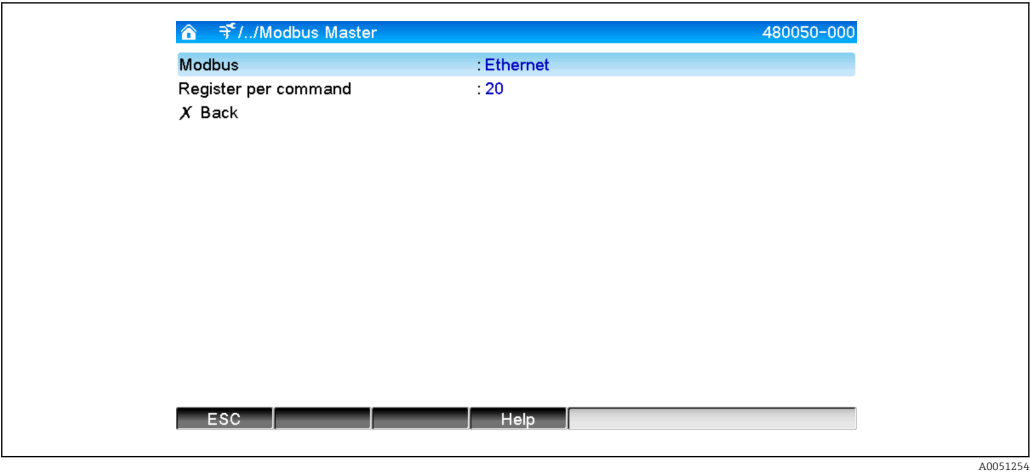 /../Modbus Master 480050-000
Modbus : Ethernet
Register per command : 20
X Back
ESC Help
A0051254